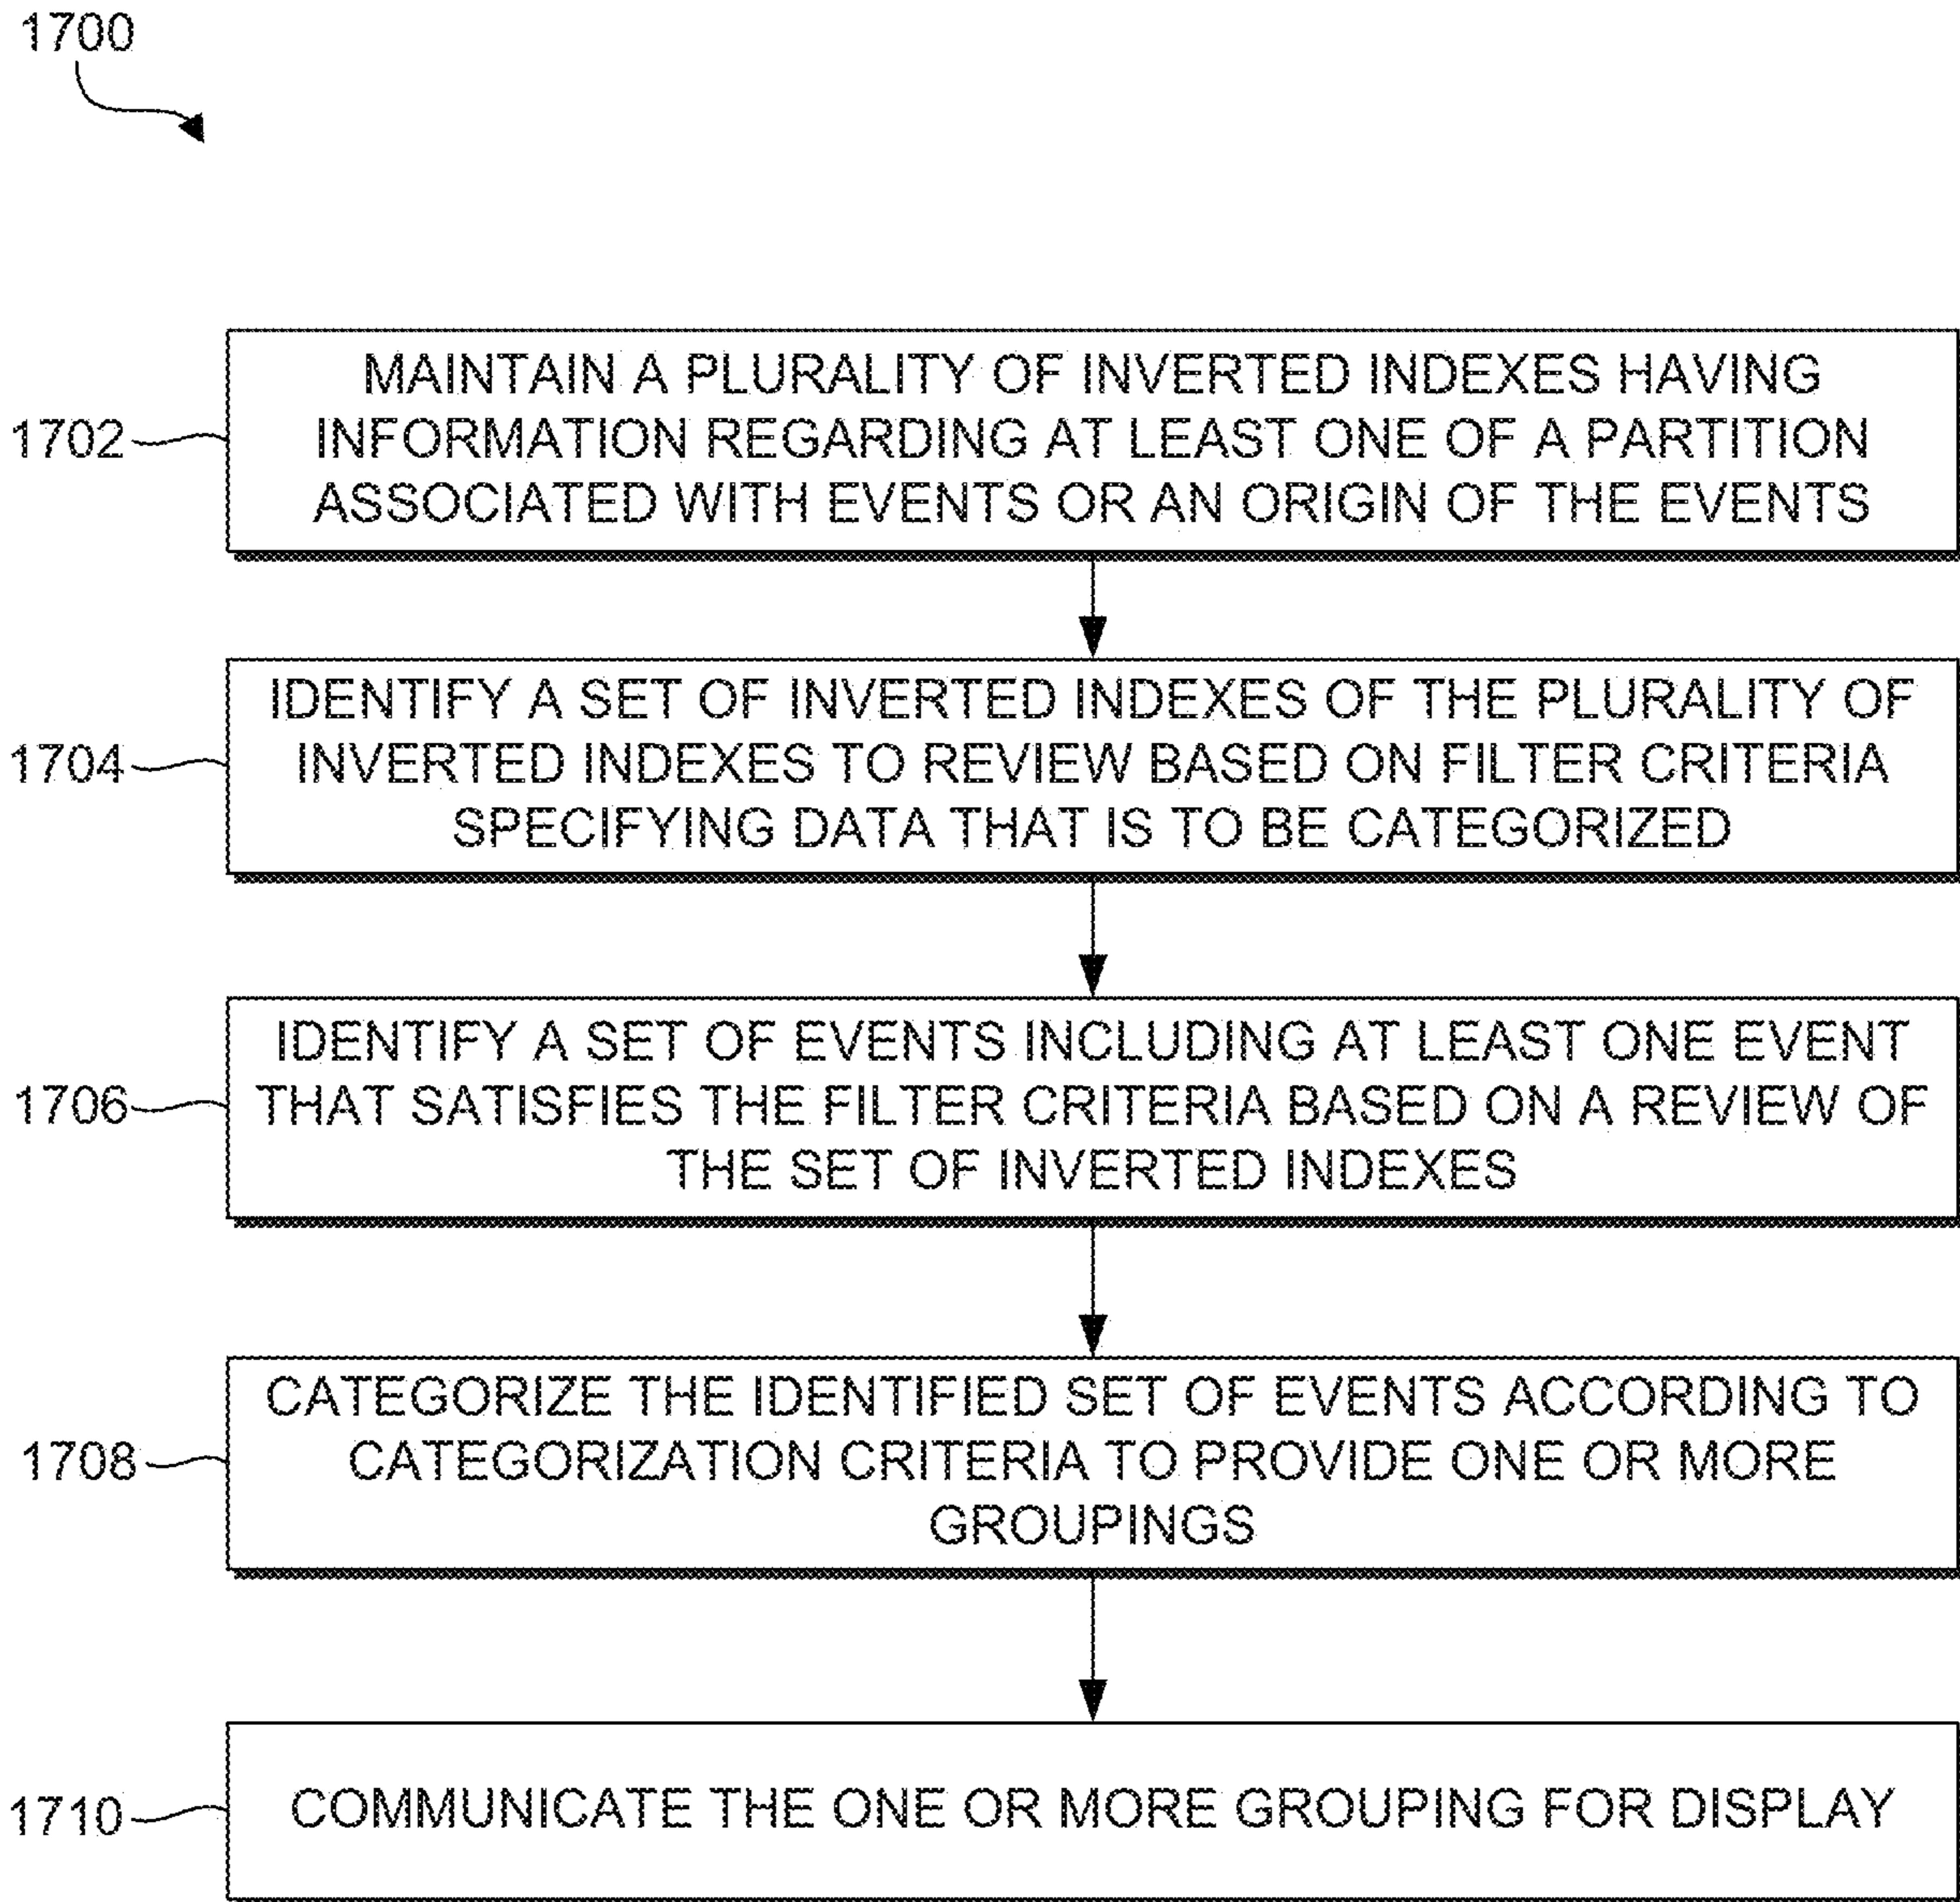 1700
1702
MAINTAIN A PLURALITY OF INVERTED INDEXES HAVING
INFORMATION REGARDING AT LEAST ONE OF A PARTITION
ASSOCIATED WITH EVENTS OR AN ORIGIN OF THE EVENTS
1704
IDENTIFY A SET OF INVERTED INDEXES OF THE PLURALITY OF
INVERTED INDEXES TO REVIEW BASED ON FILTER CRITERIA
SPECIFYING DATA THAT IS TO BE CATEGORIZED
1706
IDENTIFY A SET OF EVENTS INCLUDING AT LEAST ONE EVENT
THAT SATISFIES THE FILTER CRITERIA BASED ON A REVIEW OF
THE SET OF INVERTED INDEXES
1708
CATEGORIZE THE IDENTIFIED SET OF EVENTS ACCORDING TO
CATEGORIZATION CRITERIA TO PROVIDE ONE OR MORE
GROUPINGS
1710
COMMUNICATE THE ONE OR MORE GROUPING FOR DISPLAY